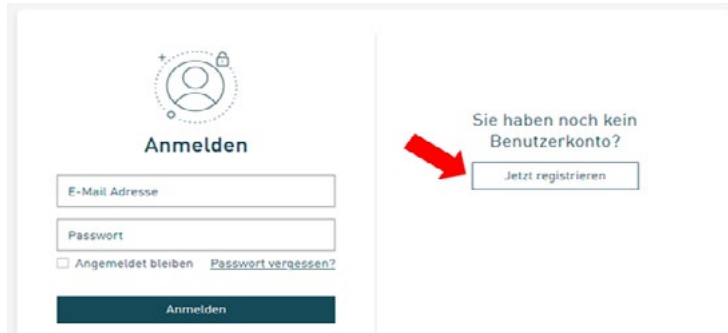 Anmelden
E-Mail Adresse
Passwort
Angemeldet bleiben Passwort vergessen?
Anmelden
Sie haben noch kein
Benutzerkonto?
Jetzt registrieren